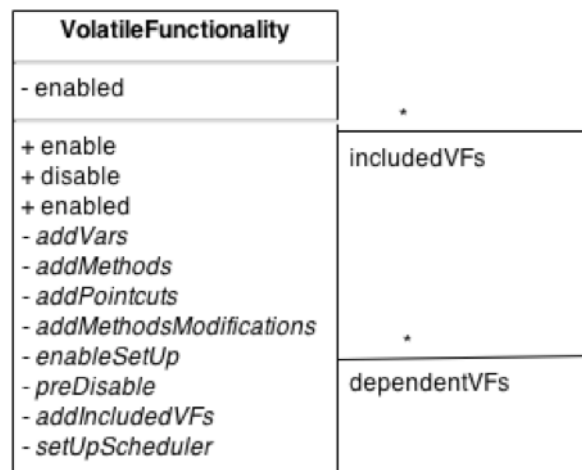 VolatileFunctionality
- enabled
+ enable
+ disable
+ enabled
- addVars
- addMethods
- addPointcuts
- addMethodsModifications
- enableSetUp
- preDisable
- addIncludedVFs
- setUpScheduler
*
includedVFs
*
dependentVFs